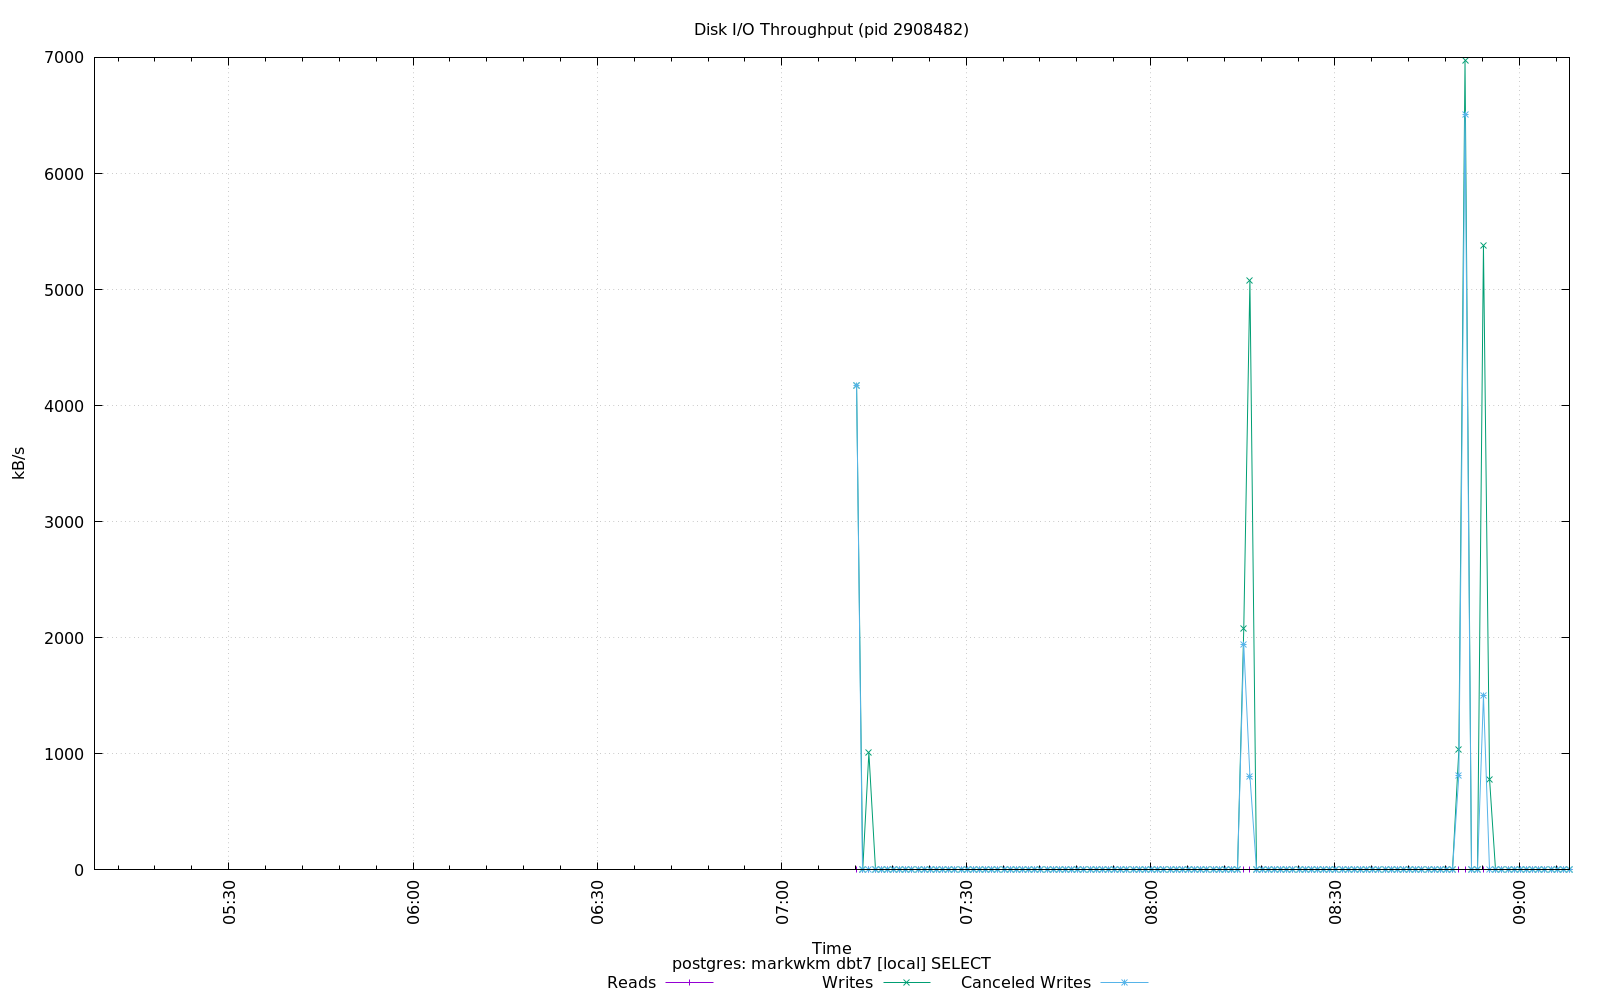 Disk I/O Throughput (pid 2908482)
7000
6000
5000
4000
3000
2000
1000
0
kB/s
05:30 06:00 06:30 07:00 07:30 08:00 08:30 09:00
Time
postgres: markwkm dbt7 [local] SELECT
Reads Writes Canceled Writes